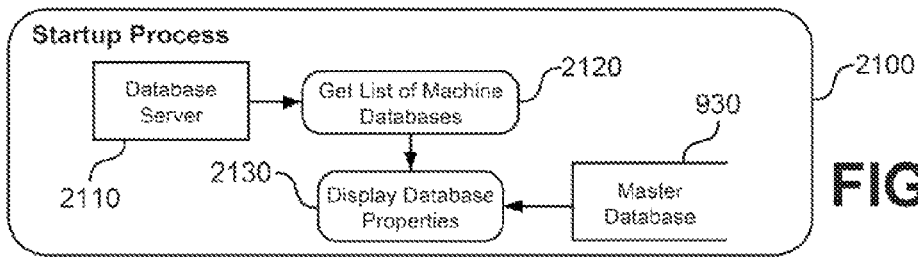 Startup Process
Database
Server
Get List of Machine
Databases
2120
2100
930
2110
2130
Display Database
Properties
Master
Database
FIG